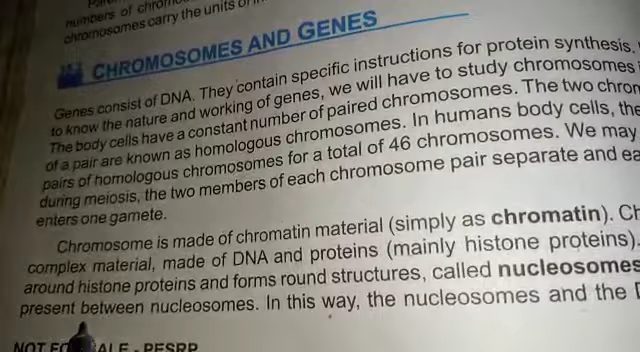 numbers of
chromosomes carry the units of
CHROMOSOMES AND GENES
Genes consist of DNA. They contain specific instructions for protein synthesis.
to know the nature and working of genes, we will have to study chromosomes
The body cells have a constant number of paired chromosomes. The two
of a pair are known as homologous chromosomes. In humans body cells, the
pairs of homologous chromosomes for a total of 46 chromosomes. We may
during meiosis, the two members of each chromosome pair separate and
enters one gamete.
Chromosome is made of chromatin material (simply as chromatin).
complex material, made of DNA and proteins (mainly histone proteins).
around histone proteins and forms round structures, called nucleosomes
present between nucleosomes. In this way, the nucleosomes and the
NOT - PESRP